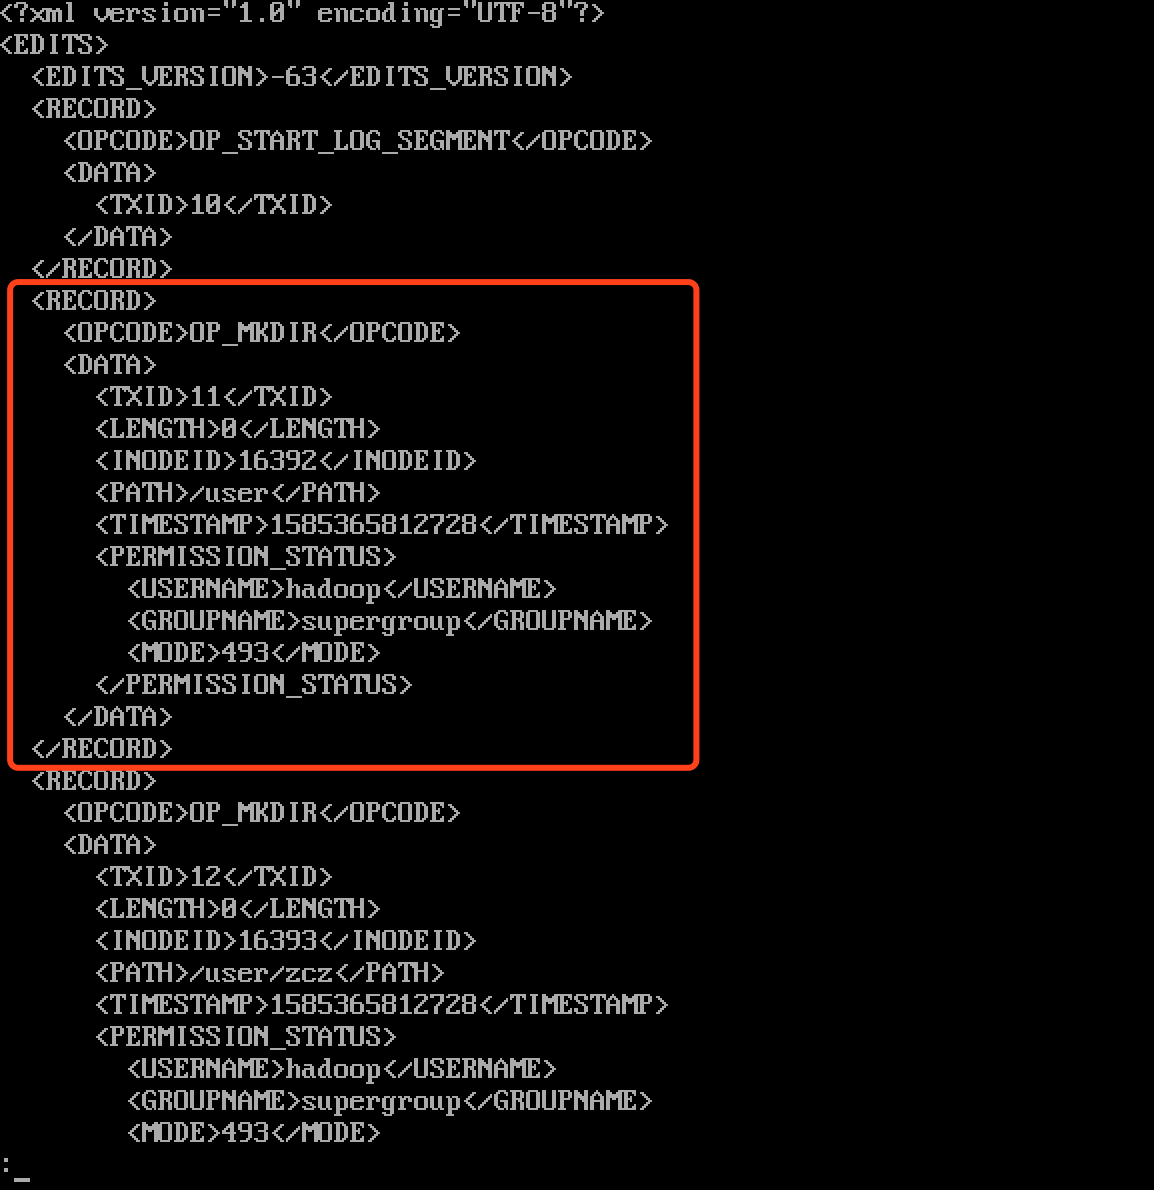 <?xml version="1.0" encoding="UTF-8"?>
<EDITS>
  <EDITS_VERSION>-63</EDITS_VERSION>
  <RECORD>
    <OPCODE>OP_START_LOG_SEGMENT</OPCODE>
    <DATA>
      <TXID>10</TXID>
    </DATA>
  </RECORD>
  <RECORD>
    <OPCODE>OP_MKDIR</OPCODE>
    <DATA>
      <TXID>11</TXID>
      <LENGTH>0</LENGTH>
      <INODEID>16392</INODEID>
      <PATH>/user</PATH>
      <TIMESTAMP>1585365812728</TIMESTAMP>
      <PERMISSION_STATUS>
        <USERNAME>hadoop</USERNAME>
        <GROUPNAME>supergroup</GROUPNAME>
        <MODE>493</MODE>
      </PERMISSION_STATUS>
    </DATA>
  </RECORD>
  <RECORD>
    <OPCODE>OP_MKDIR</OPCODE>
    <DATA>
      <TXID>12</TXID>
      <LENGTH>0</LENGTH>
      <INODEID>16393</INODEID>
      <PATH>/user/zcz</PATH>
      <TIMESTAMP>1585365812728</TIMESTAMP>
      <PERMISSION_STATUS>
        <USERNAME>hadoop</USERNAME>
        <GROUPNAME>supergroup</GROUPNAME>
        <MODE>493</MODE>
:_